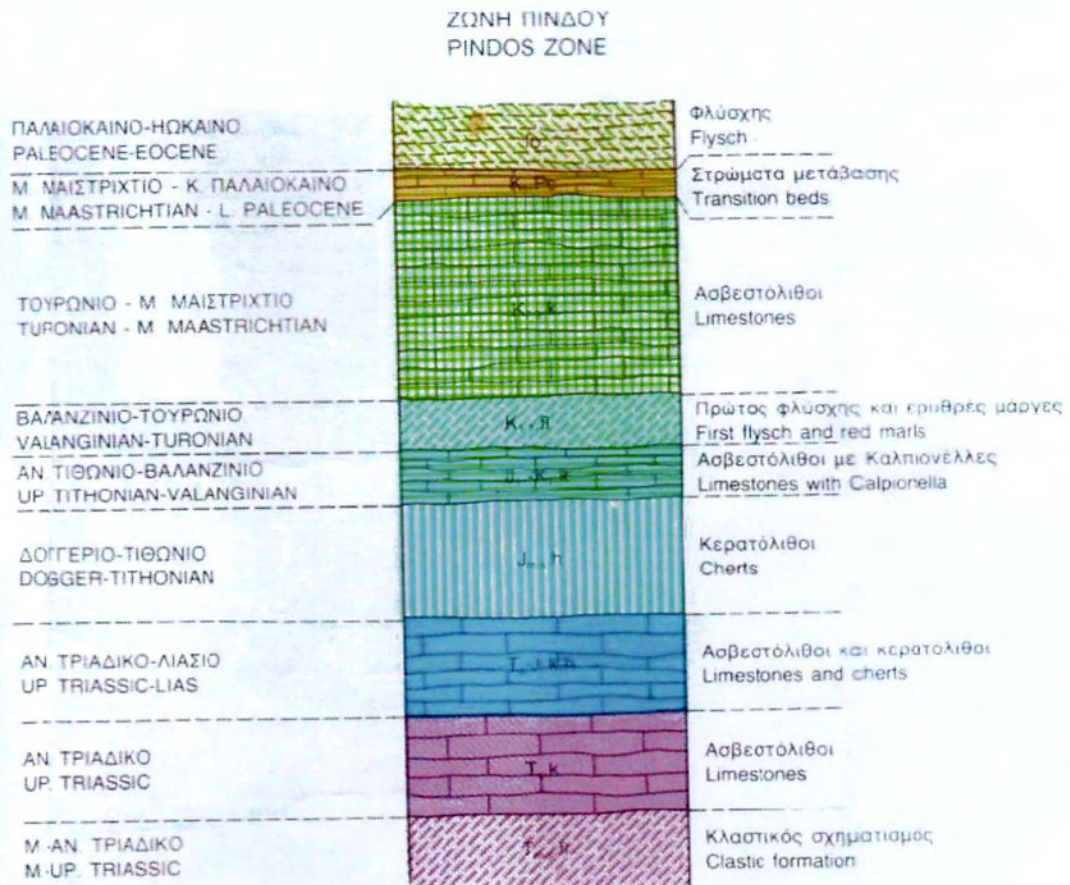 ΖΩΝΗ ΠΙΝΔΟΥ
PINDOS ZONE
ΠΑΛΑΙΟΚΑΙΝΟ-ΗΩΚΑΙΝΟ
PALEOCENE-EOCENE
Φλύσχης
Flysch
Μ. ΜΑΙΣΤΡΙΧΤΙΟ - Κ. ΠΑΛΑΙΟΚΑΙΝΟ
M. MAASTRICHTIAN - L. PALEOCENE
Στρώματα μετάβασης
Transition beds
ΤΟΥΡΩΝΙΟ - Μ. ΜΑΙΣΤΡΙΧΤΙΟ
TURONIAN - M. MAASTRICHTIAN
Ασβεστόλιθοι
Limestones
ΒΑΛΑΝΖΙΝΙΟ-ΤΟΥΡΩΝΙΟ
VALANGINIAN-TURONIAN
Πρώτος φλύσχης και ερυθρές μάργες
First flysch and red marls
ΑΝ. ΤΙΘΩΝΙΟ-ΒΑΛΑΝΖΙΝΙΟ
UP. TITHONIAN-VALANGINIAN
Ασβεστόλιθοι με Καλπιονέλλες
Limestones with Calpionella
ΔΟΓΓΕΡΙΟ-ΤΙΘΩΝΙΟ
DOGGER-TITHONIAN
Κερατόλιθοι
Cherts
ΑΝ. ΤΡΙΑΔΙΚΟ-ΛΙΑΣΙΟ
UP TRIASSIC-LIAS
Ασβεστόλιθοι και κερατόλιθοι
Limestones and cherts
ΑΝ. ΤΡΙΑΔΙΚΟ
UP. TRIASSIC
Ασβεστόλιθοι
Limestones
Μ-ΑΝ. ΤΡΙΑΔΙΚΟ
M-UP. TRIASSIC
Κλαστικός σχηματισμός
Clastic formation